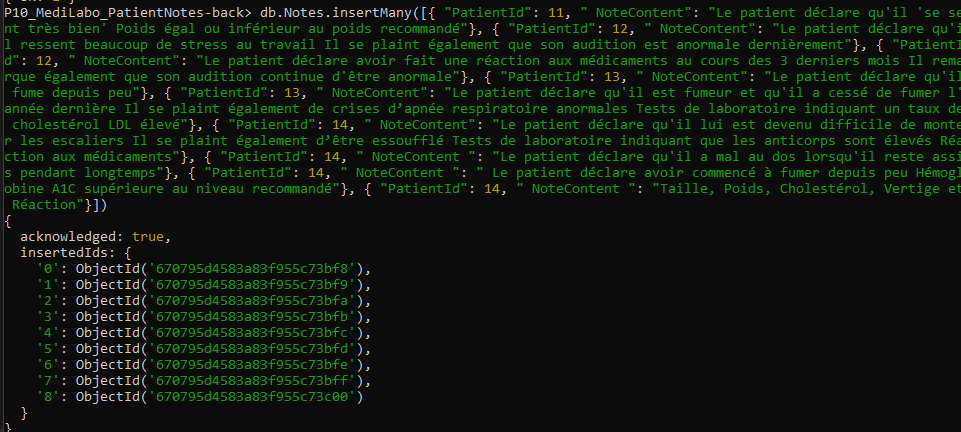 P10_MediLabo_PatientNotes-back> db.Notes.insertMany([{ "PatientId": 11, " NoteContent": "Le patient déclare qu'il 'se se
nt très bien' Poids égal ou inférieur au poids recommandé"}, { "PatientId": 12, " NoteContent": "Le patient déclare qu'i
l ressent beaucoup de stress au travail Il se plaint également que son audition est anormale dernièrement"}, { "PatientI
d": 12, " NoteContent": "Le patient déclare avoir fait une réaction aux médicaments au cours des 3 derniers mois Il rema
rque également que son audition continue d'être anormale"}, { "PatientId": 13, " NoteContent": "Le patient déclare qu'il
 fume depuis peu"}, { "PatientId": 13, " NoteContent": "Le patient déclare qu'il est fumeur et qu'il a cessé de fumer l'
année dernière Il se plaint également de crises d’apnée respiratoire anormales Tests de laboratoire indiquant un taux de
 cholestérol LDL élevé"}, { "PatientId": 14, " NoteContent": "Le patient déclare qu'il lui est devenu difficile de monte
r les escaliers Il se plaint également d’être essoufflé Tests de laboratoire indiquant que les anticorps sont élevés Réa
ction aux médicaments"}, { "PatientId": 14, " NoteContent ": "Le patient déclare qu'il a mal au dos lorsqu'il reste assi
s pendant longtemps"}, { "PatientId": 14, " NoteContent ": " Le patient déclare avoir commencé à fumer depuis peu Hémogl
obine A1C supérieure au niveau recommandé"}, { "PatientId": 14, " NoteContent ": "Taille, Poids, Cholestérol, Vertige et
 Réaction"}])
{
  acknowledged: true,
  insertedIds: {
    '0': ObjectId('670795d4583a83f955c73bf8'),
    '1': ObjectId('670795d4583a83f955c73bf9'),
    '2': ObjectId('670795d4583a83f955c73bfa'),
    '3': ObjectId('670795d4583a83f955c73bfb'),
    '4': ObjectId('670795d4583a83f955c73bfc'),
    '5': ObjectId('670795d4583a83f955c73bfd'),
    '6': ObjectId('670795d4583a83f955c73bfe'),
    '7': ObjectId('670795d4583a83f955c73bff'),
    '8': ObjectId('670795d4583a83f955c73c00')
  }
}